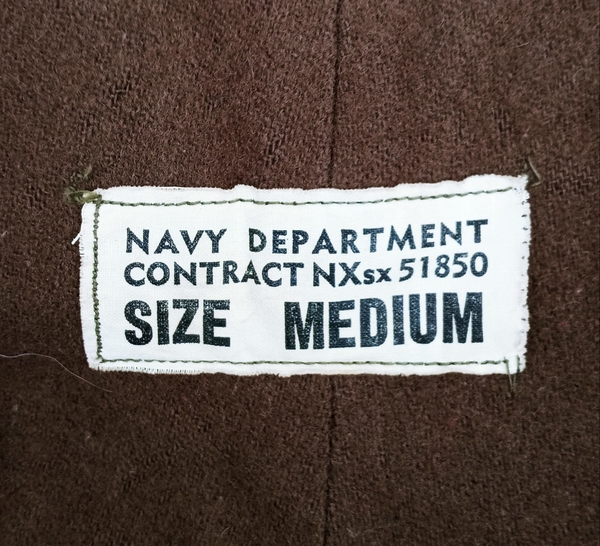 NAVY DEPARTMENT
CONTRACT NXsx 51850
SIZE MEDIUM